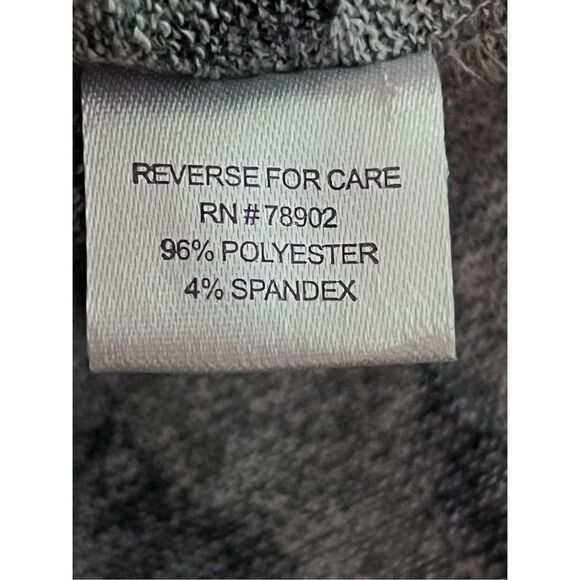 REVERSE FOR CARE
RN # 78902
96% POLYESTER
4% SPANDEX